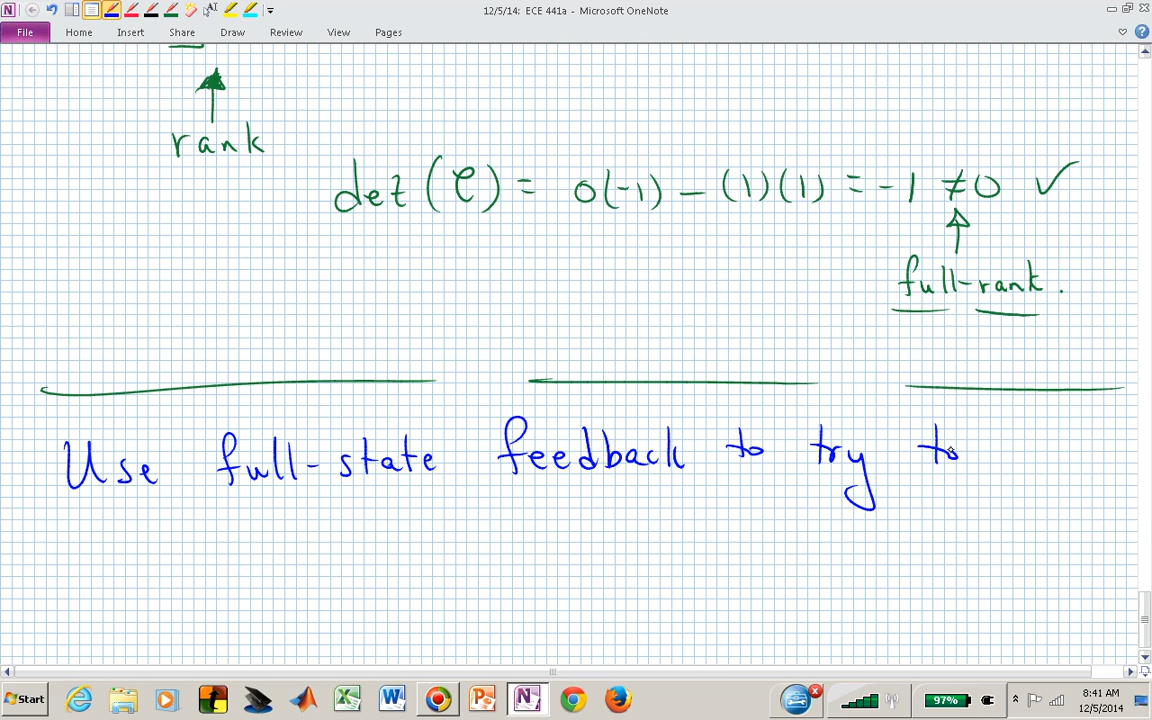 12/5/14: ECE 441a - Microsoft OneNote
File Home Insert Share Draw Review View Pages
rank
det (C) = 0(-1) - (1)(1) = -1 ≠0 ✓
full-rank.
Use full-state feedback to try to
Start
97%
8:41 AM
12/5/2014